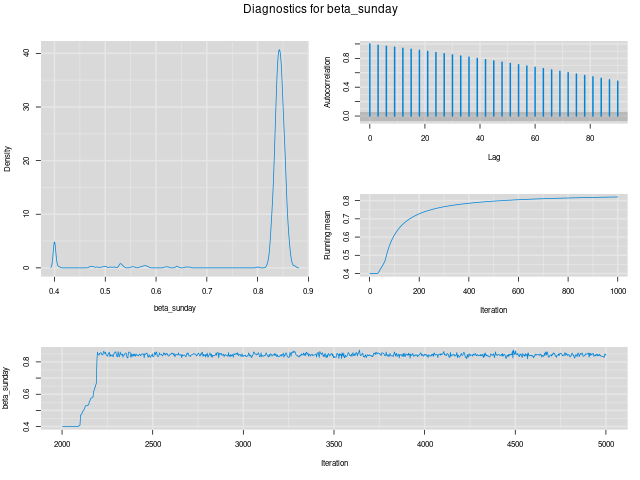 Diagnostics for beta_sunday
Density
0 10 20 30 40
0.4 0.5 0.6 0.7 0.8 0.9
beta_sunday
Autocorrelation
0.0 0.4 0.8
0 20 40 60 80
Lag
Running mean
0.4 0.5 0.6 0.7 0.8
0 200 400 600 800 1000
Iteration
beta_sunday
0.4 0.6 0.8
2000 2500 3000 3500 4000 4500 5000
Iteration